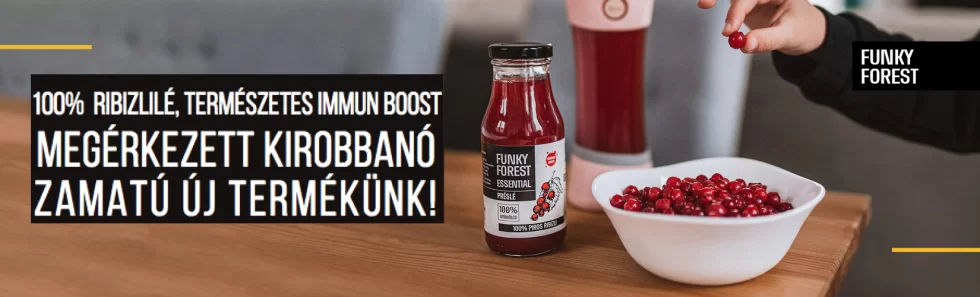 100% RIBIZLILÉ, TERMÉSZETES IMMUN BOOST
MEGÉRKEZETT KIROBBANÓ
ZAMATÚ ÚJ TERMÉKÜNK!
FUNKY
FOREST
FUNKY
FOREST
ESSENTIAL
PRÉSLÉ
100%
100% PIROS RIBIZLI